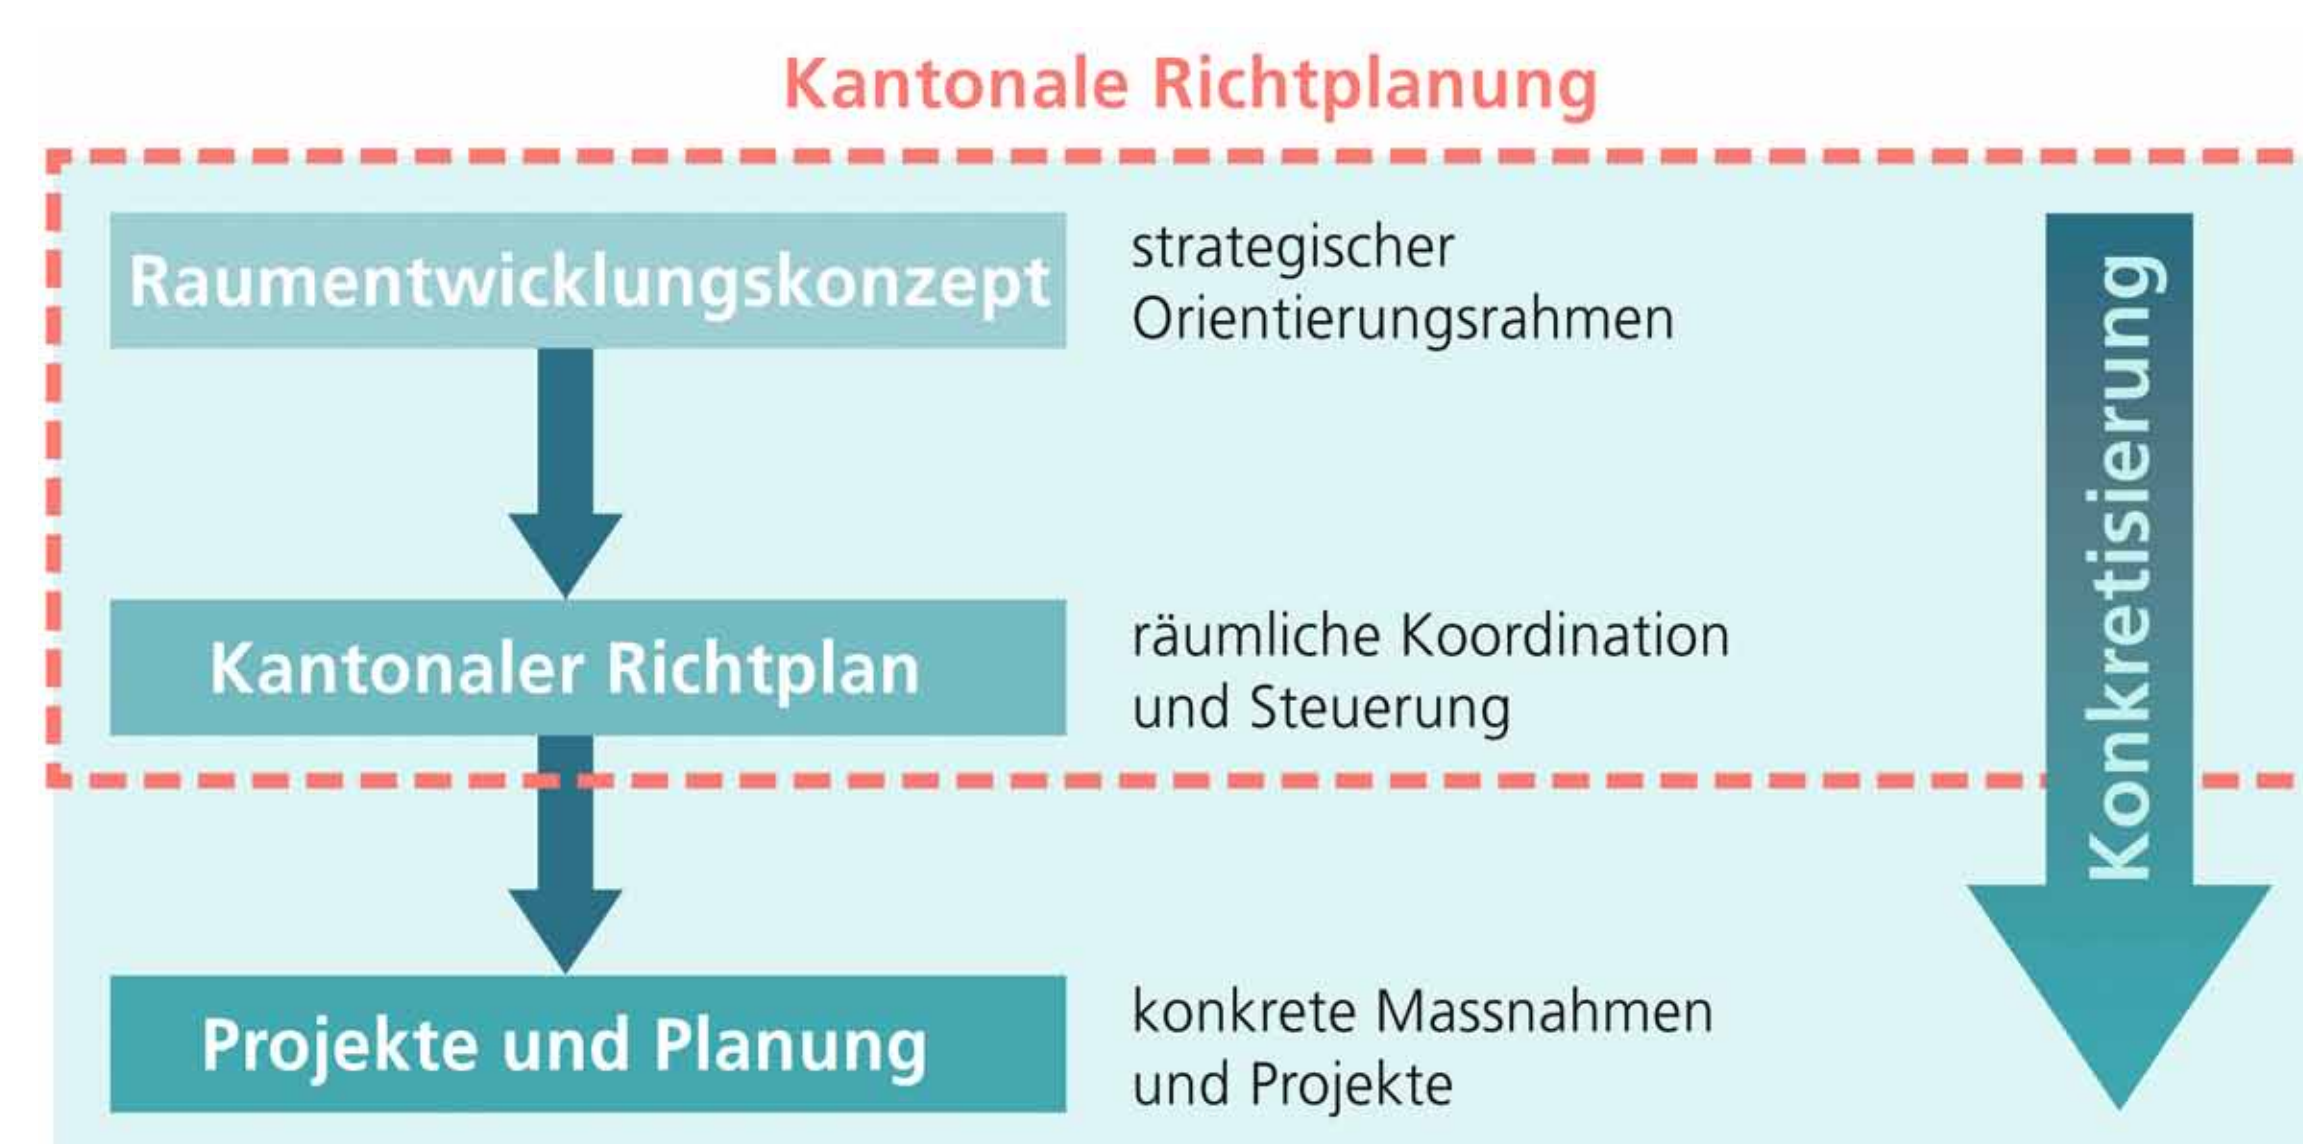 Kantonale Richtplanung
Raumentwicklungskonzept
strategischer
Orientierungsrahmen
Kantonaler Richtplan
räumliche Koordination
und Steuerung
Projekte und Planung
konkrete Massnahmen
und Projekte
Konkretisierung